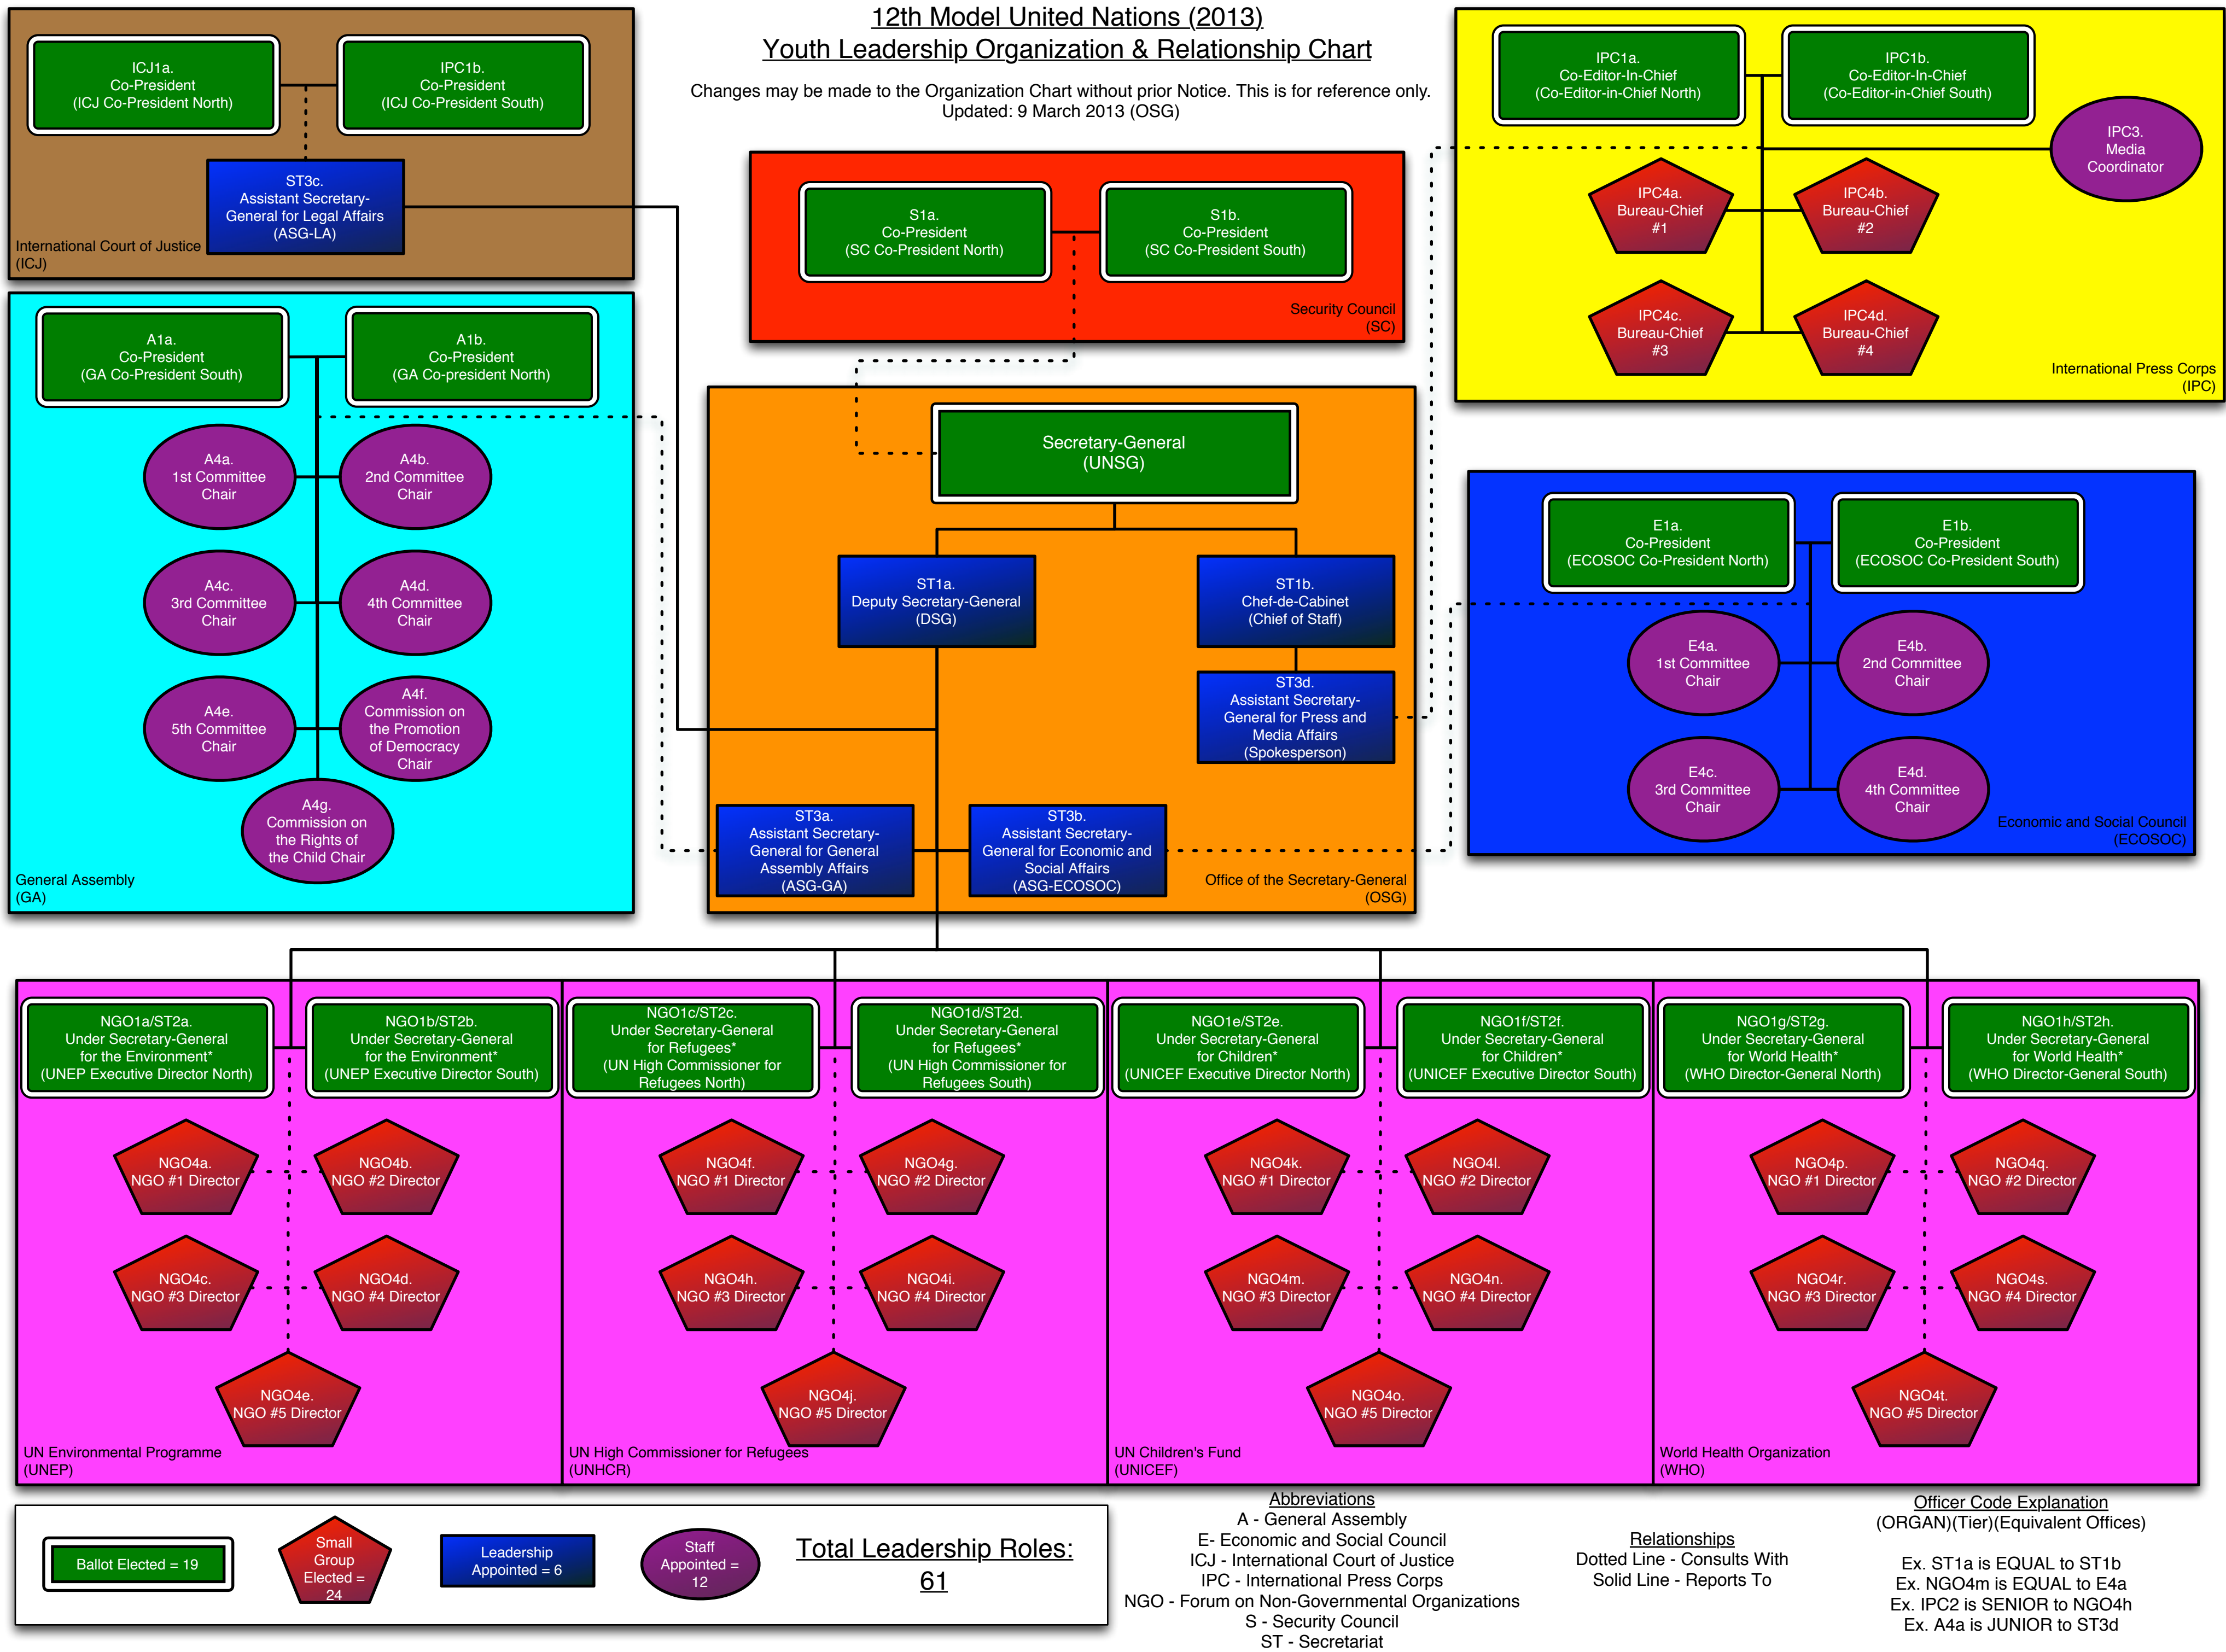 12th Model United Nations (2013)
Youth Leadership Organization & Relationship Chart
Changes may be made to the Organization Chart without prior Notice. This is for reference only.
Updated: 9 March 2013 (OSG)
ICJ1a.
Co-President
(ICJ Co-President North)
IPC1b.
Co-President
(ICJ Co-President South)
ST3c.
Assistant Secretary-
General for Legal Affairs
(ASG-LA)
International Court of Justice
(ICJ)
S1a.
Co-President
(SC Co-President North)
S1b.
Co-President
(SC Co-President South)
Security Council
(SC)
IPC1a.
Co-Editor-In-Chief
(Co-Editor-in-Chief North)
IPC1b.
Co-Editor-In-Chief
(Co-Editor-in-Chief South)
IPC3.
Media
Coordinator
IPC4a.
Bureau-Chief
#1
IPC4b.
Bureau-Chief
#2
IPC4c.
Bureau-Chief
#3
IPC4d.
Bureau-Chief
#4
International Press Corps
(IPC)
A1a.
Co-President
(GA Co-President South)
A1b.
Co-President
(GA Co-president North)
A4a.
1st Committee
Chair
A4b.
2nd Committee
Chair
A4c.
3rd Committee
Chair
A4d.
4th Committee
Chair
A4e.
5th Committee
Chair
A4f.
Commission on
the Promotion
of Democracy
Chair
A4g.
Commission on
the Rights of
the Child Chair
General Assembly
(GA)
Secretary-General
(UNSG)
ST1a.
Deputy Secretary-General
(DSG)
ST1b.
Chef-de-Cabinet
(Chief of Staff)
ST3d.
Assistant Secretary-
General for Press and
Media Affairs
(Spokesperson)
ST3a.
Assistant Secretary-
General for General
Assembly Affairs
(ASG-GA)
ST3b.
Assistant Secretary-
General for Economic and
Social Affairs
(ASG-ECOSOC)
Office of the Secretary-General
(OSG)
E1a.
Co-President
(ECOSOC Co-President North)
E1b.
Co-President
(ECOSOC Co-President South)
E4a.
1st Committee
Chair
E4b.
2nd Committee
Chair
E4c.
3rd Committee
Chair
E4d.
4th Committee
Chair
Economic and Social Council
(ECOSOC)
NGO1a/ST2a.
Under Secretary-General
for the Environment*
(UNEP Executive Director North)
NGO1b/ST2b.
Under Secretary-General
for the Environment*
(UNEP Executive Director South)
NGO4a.
NGO #1 Director
NGO4b.
NGO #2 Director
NGO4c.
NGO #3 Director
NGO4d.
NGO #4 Director
NGO4e.
NGO #5 Director
UN Environmental Programme
(UNEP)
NGO1c/ST2c.
Under Secretary-General
for Refugees*
(UN High Commissioner for
Refugees North)
NGO1d/ST2d.
Under Secretary-General
for Refugees*
(UN High Commissioner for
Refugees South)
NGO4f.
NGO #1 Director
NGO4g.
NGO #2 Director
NGO4h.
NGO #3 Director
NGO4i.
NGO #4 Director
NGO4j.
NGO #5 Director
UN High Commissioner for Refugees
(UNHCR)
NGO1e/ST2e.
Under Secretary-General
for Children*
(UNICEF Executive Director North)
NGO1f/ST2f.
Under Secretary-General
for Children*
(UNICEF Executive Director South)
NGO4k.
NGO #1 Director
NGO4l.
NGO #2 Director
NGO4m.
NGO #3 Director
NGO4n.
NGO #4 Director
NGO4o.
NGO #5 Director
UN Children's Fund
(UNICEF)
NGO1g/ST2g.
Under Secretary-General
for World Health*
(WHO Director-General North)
NGO1h/ST2h.
Under Secretary-General
for World Health*
(WHO Director-General South)
NGO4p.
NGO #1 Director
NGO4q.
NGO #2 Director
NGO4r.
NGO #3 Director
NGO4s.
NGO #4 Director
NGO4t.
NGO #5 Director
World Health Organization
(WHO)
Ballot Elected = 19
Small
Group
Elected =
24
Leadership
Appointed = 6
Staff
Appointed =
12
Total Leadership Roles:
61
Abbreviations
A - General Assembly
E- Economic and Social Council
ICJ - International Court of Justice
IPC - International Press Corps
NGO - Forum on Non-Governmental Organizations
S - Security Council
ST - Secretariat
Relationships
Dotted Line - Consults With
Solid Line - Reports To
Officer Code Explanation
(ORGAN)(Tier)(Equivalent Offices)
Ex. ST1a is EQUAL to ST1b
Ex. NGO4m is EQUAL to E4a
Ex. IPC2 is SENIOR to NGO4h
Ex. A4a is JUNIOR to ST3d